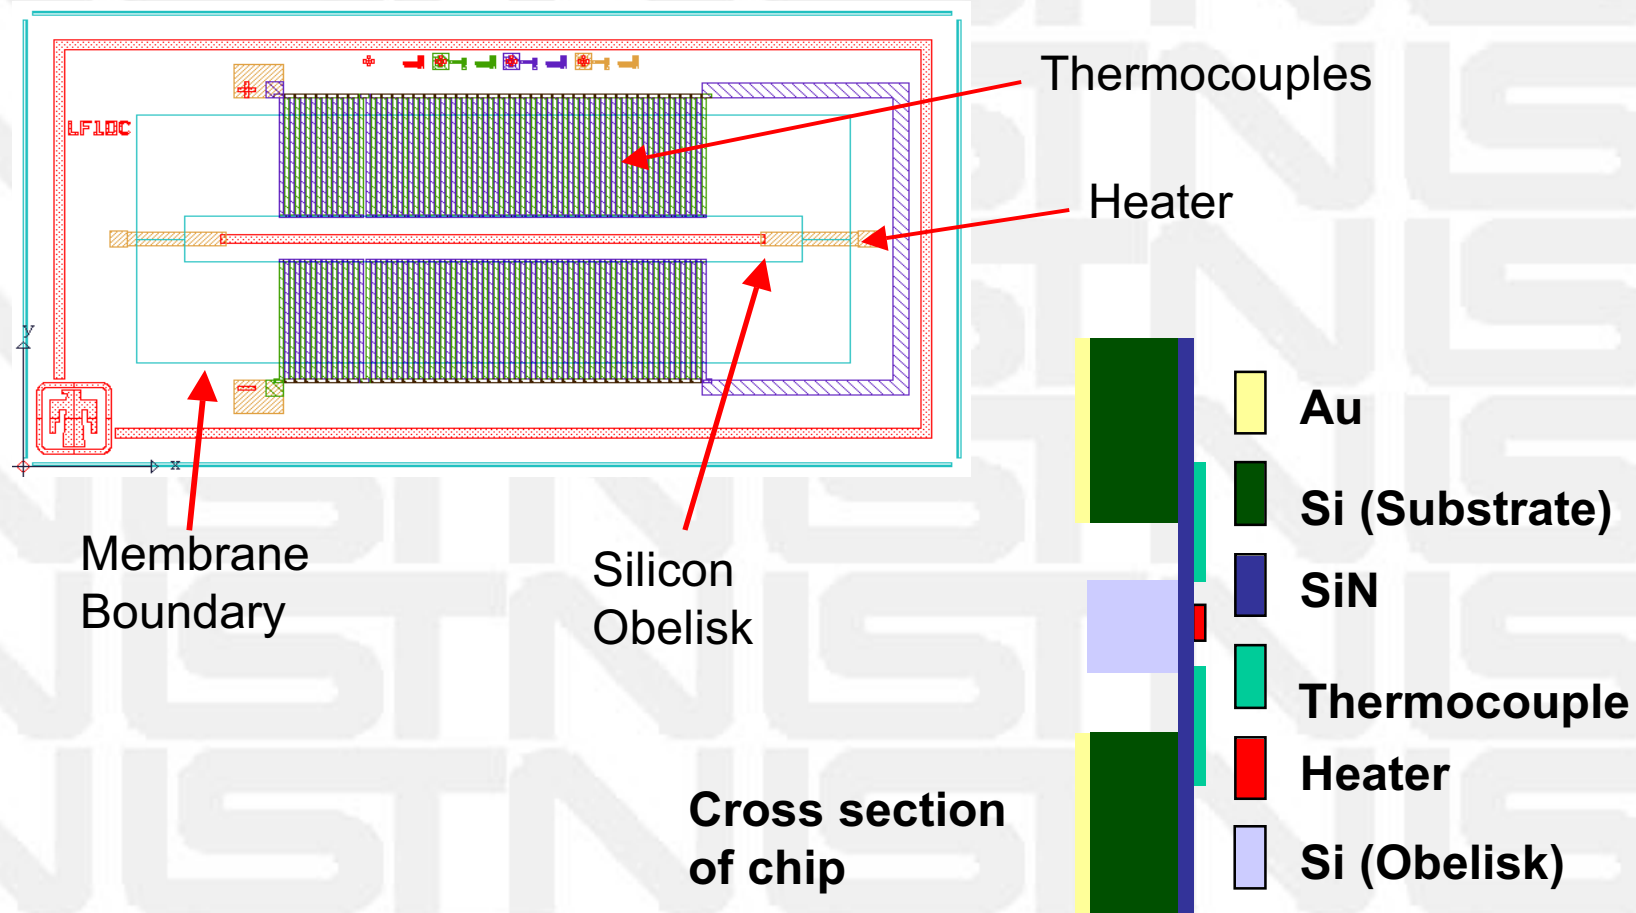 Thermocouples
LF10C
Heater
y
x
Membrane
Boundary
Silicon
Obelisk
Cross section
of chip
Au
Si (Substrate)
SiN
Thermocouple
Heater
Si (Obelisk)
NIST